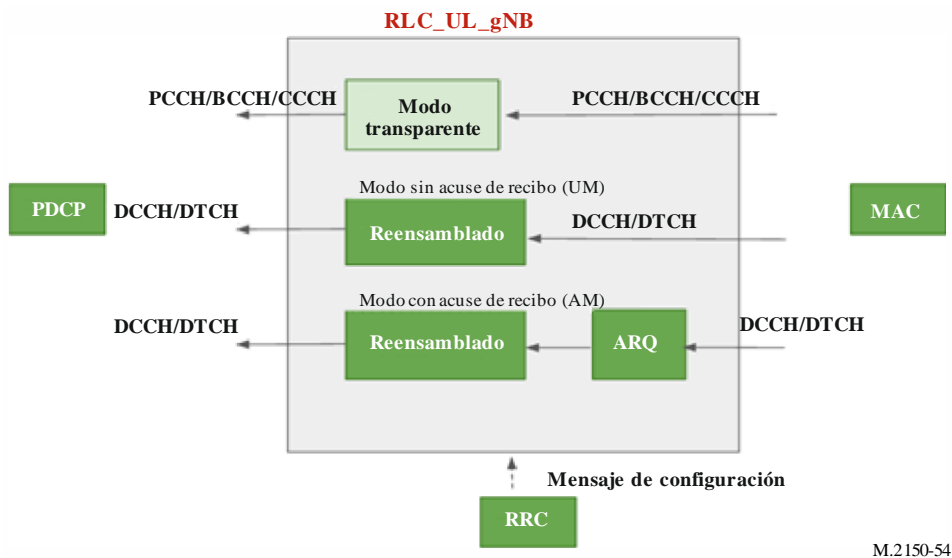 RLC_UL_gNB
PCCH/BCCH/CCCH
Modo
transparente
PCCH/BCCH/CCCH
Modo sin acuse de recibo (UM)
PDCP
DCCH/DTCH
Reensamblado
DCCH/DTCH
MAC
Modo con acuse de recibo (AM)
DCCH/DTCH
Reensamblado
ARQ
DCCH/DTCH
Mensaje de configuración
RRC
M.2150-54